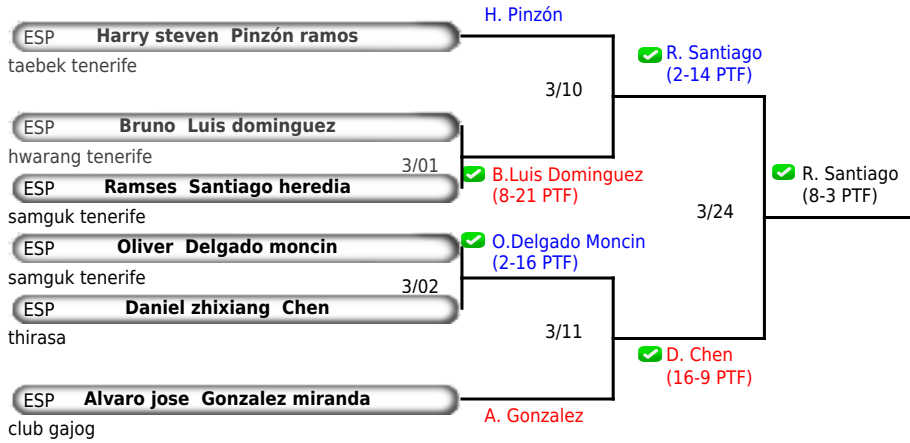 H. Pinzón
ESP Harry steven Pinzón ramos
taebek tenerife
R. Santiago
(2-14 PTF)
3/10
ESP Bruno Luis dominguez
hwarang tenerife
3/01
B.Luis Dominguez
(8-21 PTF)
ESP Ramses Santiago heredia
samguk tenerife
R. Santiago
(8-3 PTF)
3/24
ESP Oliver Delgado moncin
samguk tenerife
O.Delgado Moncin
(2-16 PTF)
3/02
ESP Daniel zhixiang Chen
thirasa
3/11
D. Chen
(16-9 PTF)
ESP Alvaro jose Gonzalez miranda
club gajog
A. Gonzalez